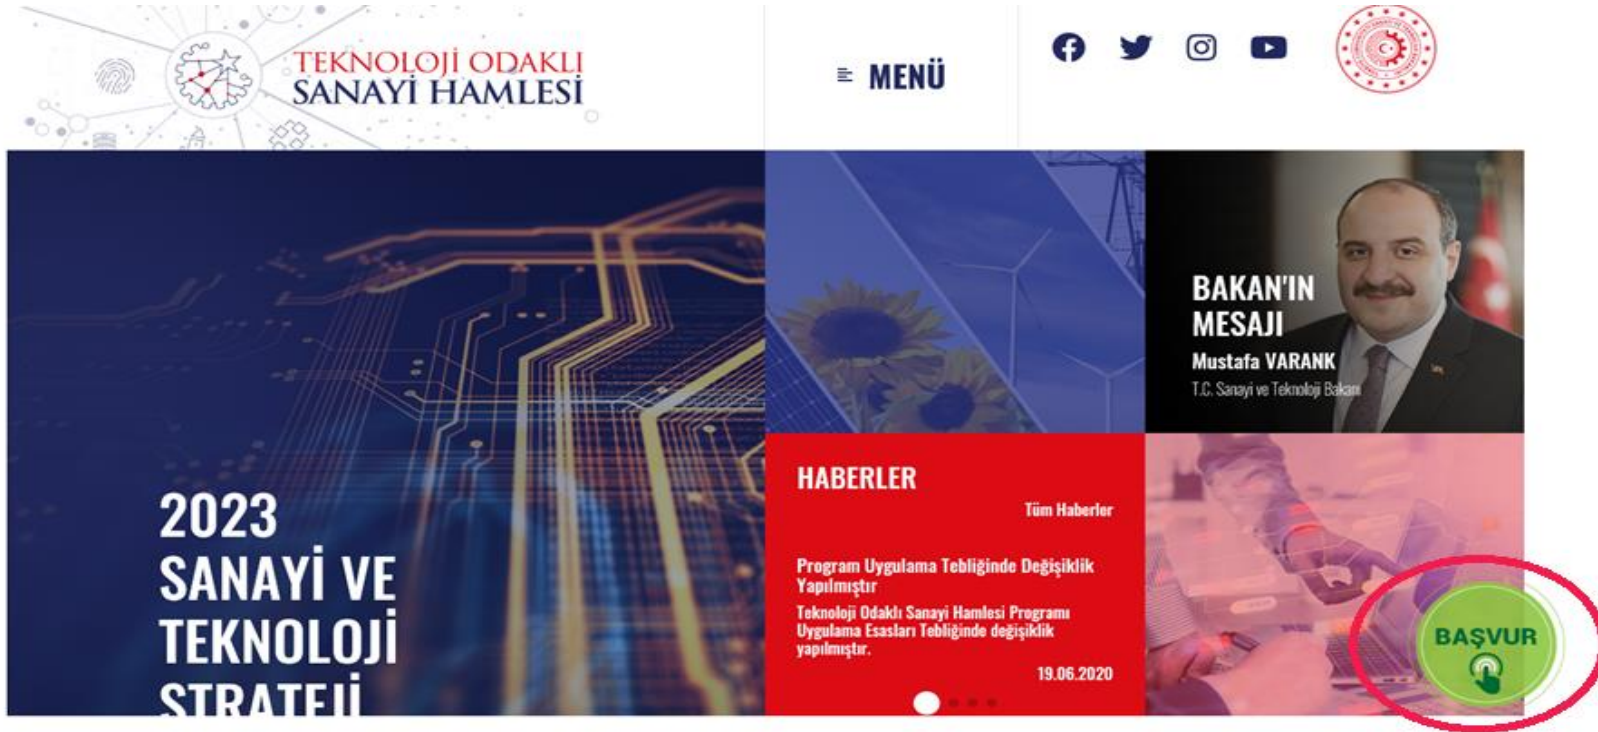 TEKNOLOJİ ODAKLI
SANAYİ HAMLESİ
MENÜ
2023
SANAYİ VE
TEKNOLOJİ
STRATEJİ
BAKAN'IN
MESAJI
Mustafa VARANK
T.C. Sanayi ve Teknoloji Bakanı
HABERLER
Tüm Haberler
Program Uygulama Tebliğinde Değişiklik
Yapılmıştır
Teknoloji Odaklı Sanayi Hamlesi Programı
Uygulama Esasları Tebliğinde değişiklik
yapılmıştır.
19.06.2020
BAŞVUR